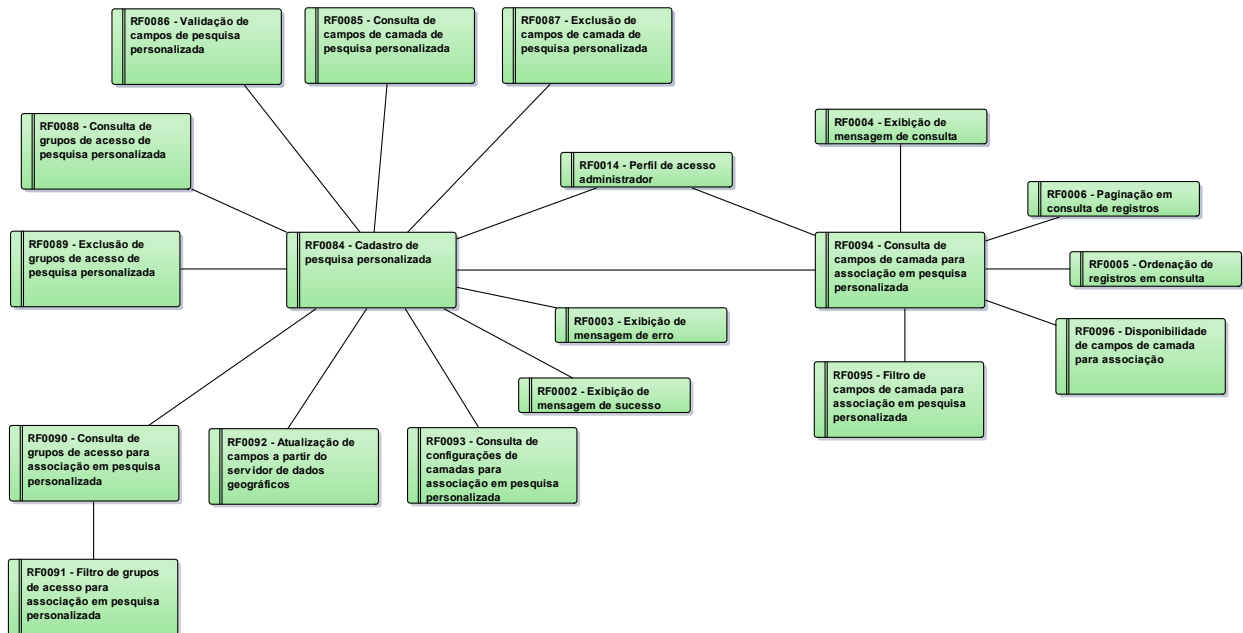 RF0086 - Validação de
campos de pesquisa
personalizada
RF0085 - Consulta de
campos de camada de
pesquisa personalizada
RF0087 - Exclusão de
campos de camada de
pesquisa personalizada
RF0088 - Consulta de
grupos de acesso de
pesquisa personalizada
RF0004 - Exibição de
mensagem de consulta
RF0014 - Perfil de acesso
administrador
RF0006 - Paginação em
consulta de registros
RF0089 - Exclusão de
grupos de acesso de
pesquisa personalizada
RF0084 - Cadastro de
pesquisa personalizada
RF0094 - Consulta de
campos de camada para
associação em pesquisa
personalizada
RF0005 - Ordenação de
registros em consulta
RF0003 - Exibição de
mensagem de erro
RF0096 - Disponibilidade
de campos de camada
para associação
RF0002 - Exibição de
mensagem de sucesso
RF0095 - Filtro de
campos de camada para
associação em pesquisa
personalizada
RF0090 - Consulta de
grupos de acesso para
associação em pesquisa
personalizada
RF0092 - Atualização de
campos a partir do
servidor de dados
geográficos
RF0093 - Consulta de
configurações de
camadas para
associação em pesquisa
personalizada
RF0091 - Filtro de grupos
de acesso para
associação em pesquisa
personalizada